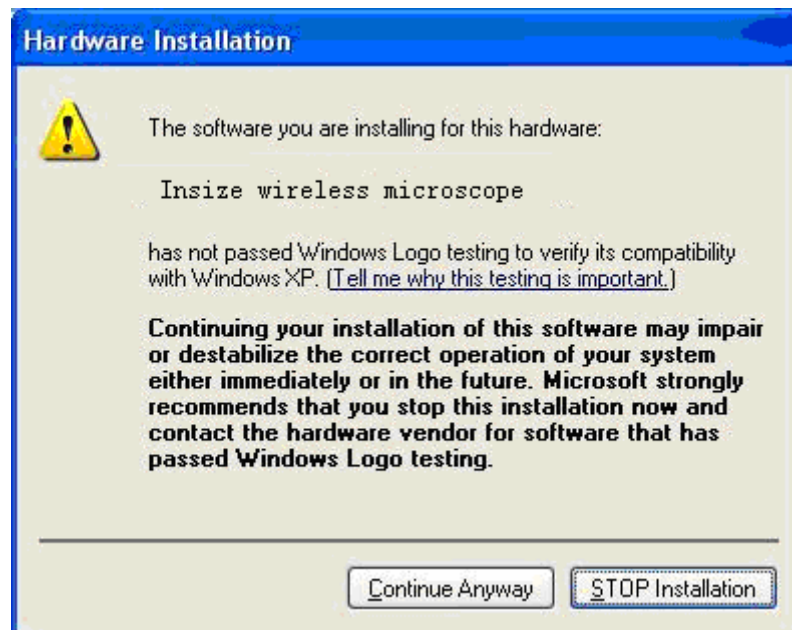 Hardware Installation
The software you are installing for this hardware:
Insize wireless microscope
has not passed Windows Logo testing to verify its compatibility
with Windows XP. (Tell me why this testing is important.)
Continuing your installation of this software may impair
or destabilize the correct operation of your system
either immediately or in the future. Microsoft strongly
recommends that you stop this installation now and
contact the hardware vendor for software that has
passed Windows Logo testing.
Continue Anyway
STOP Installation